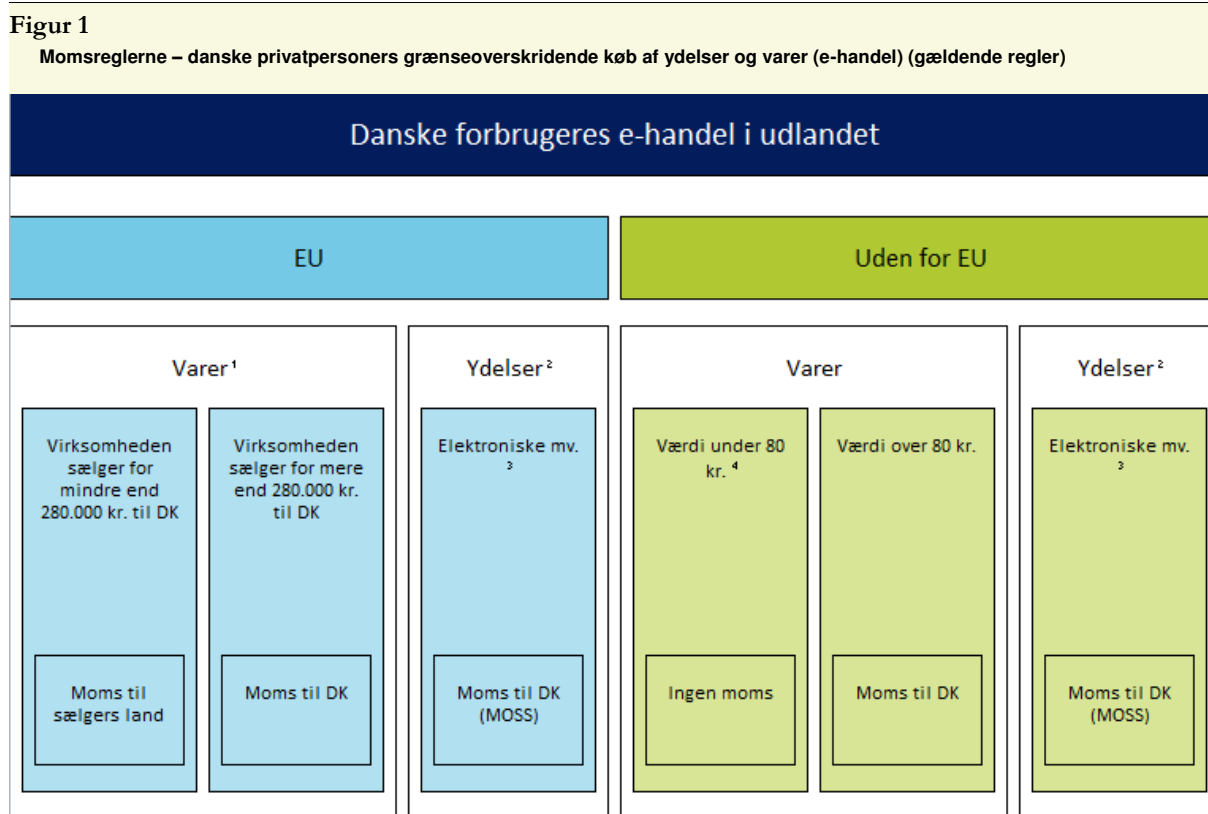 Figur 1
Momsreglerne – danske privatpersoners grænseoverskridende køb af ydelser og varer (e-handel) (gældende regler)
Danske forbrugeres e-handel i udlandet
EU
Uden for EU
Varer ¹
Virksomheden
sælger for
mindre end
280.000 kr. til DK
Moms til
sælgers land
Virksomheden
sælger for mere
end 280.000 kr.
til DK
Moms til DK
Ydelser ²
Elektroniske mv.
³
Moms til DK
(MOSS)
Varer
Værdi under 80
kr. ⁴
Ingen moms
Værdi over 80 kr.
Moms til DK
Ydelser ²
Elektroniske mv.
³
Moms til DK
(MOSS)